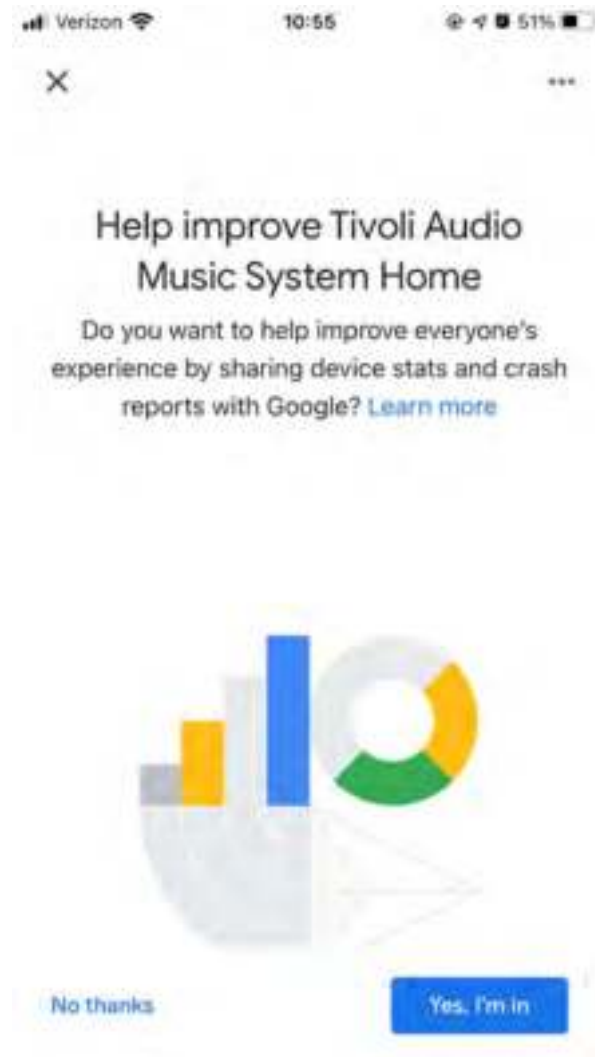 Verizon 10:55 51%
Help improve Tivoli Audio
Music System Home
Do you want to help improve everyone's
experience by sharing device stats and crash
reports with Google? Learn more
No thanks Yes, I'm in